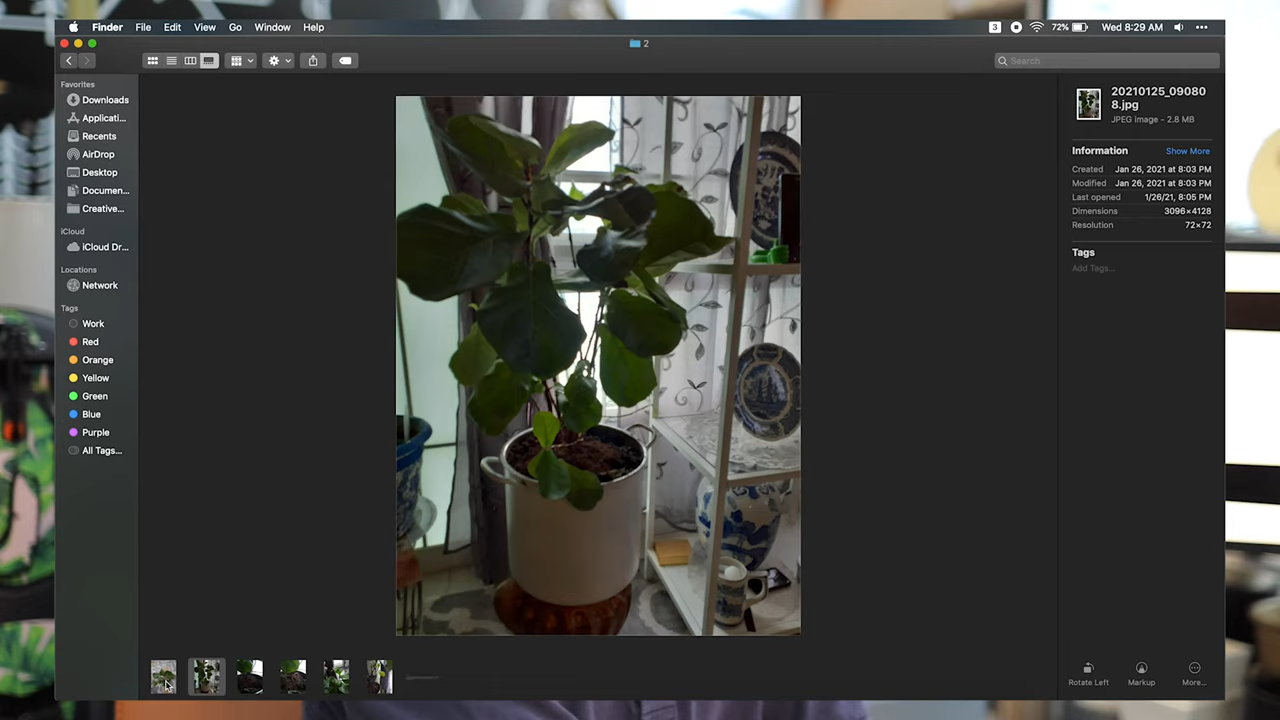 Finder File Edit View Go Window Help 3 72% Wed 8:29 AM
2
Search
Favorites
Downloads
Applicati...
Recents
AirDrop
Desktop
Documen...
Creative...
iCloud
iCloud Dr...
Locations
Network
Tags
Work
Red
Orange
Yellow
Green
Blue
Purple
All Tags...
20210125_09080
8.jpg
JPEG image - 2.8 MB
Information Show More
Created Jan 26, 2021 at 8:03 PM
Modified Jan 26, 2021 at 8:03 PM
Last opened 1/26/21, 8:05 PM
Dimensions 3096×4128
Resolution 72×72
Tags
Add Tags...
Rotate Left Markup More...